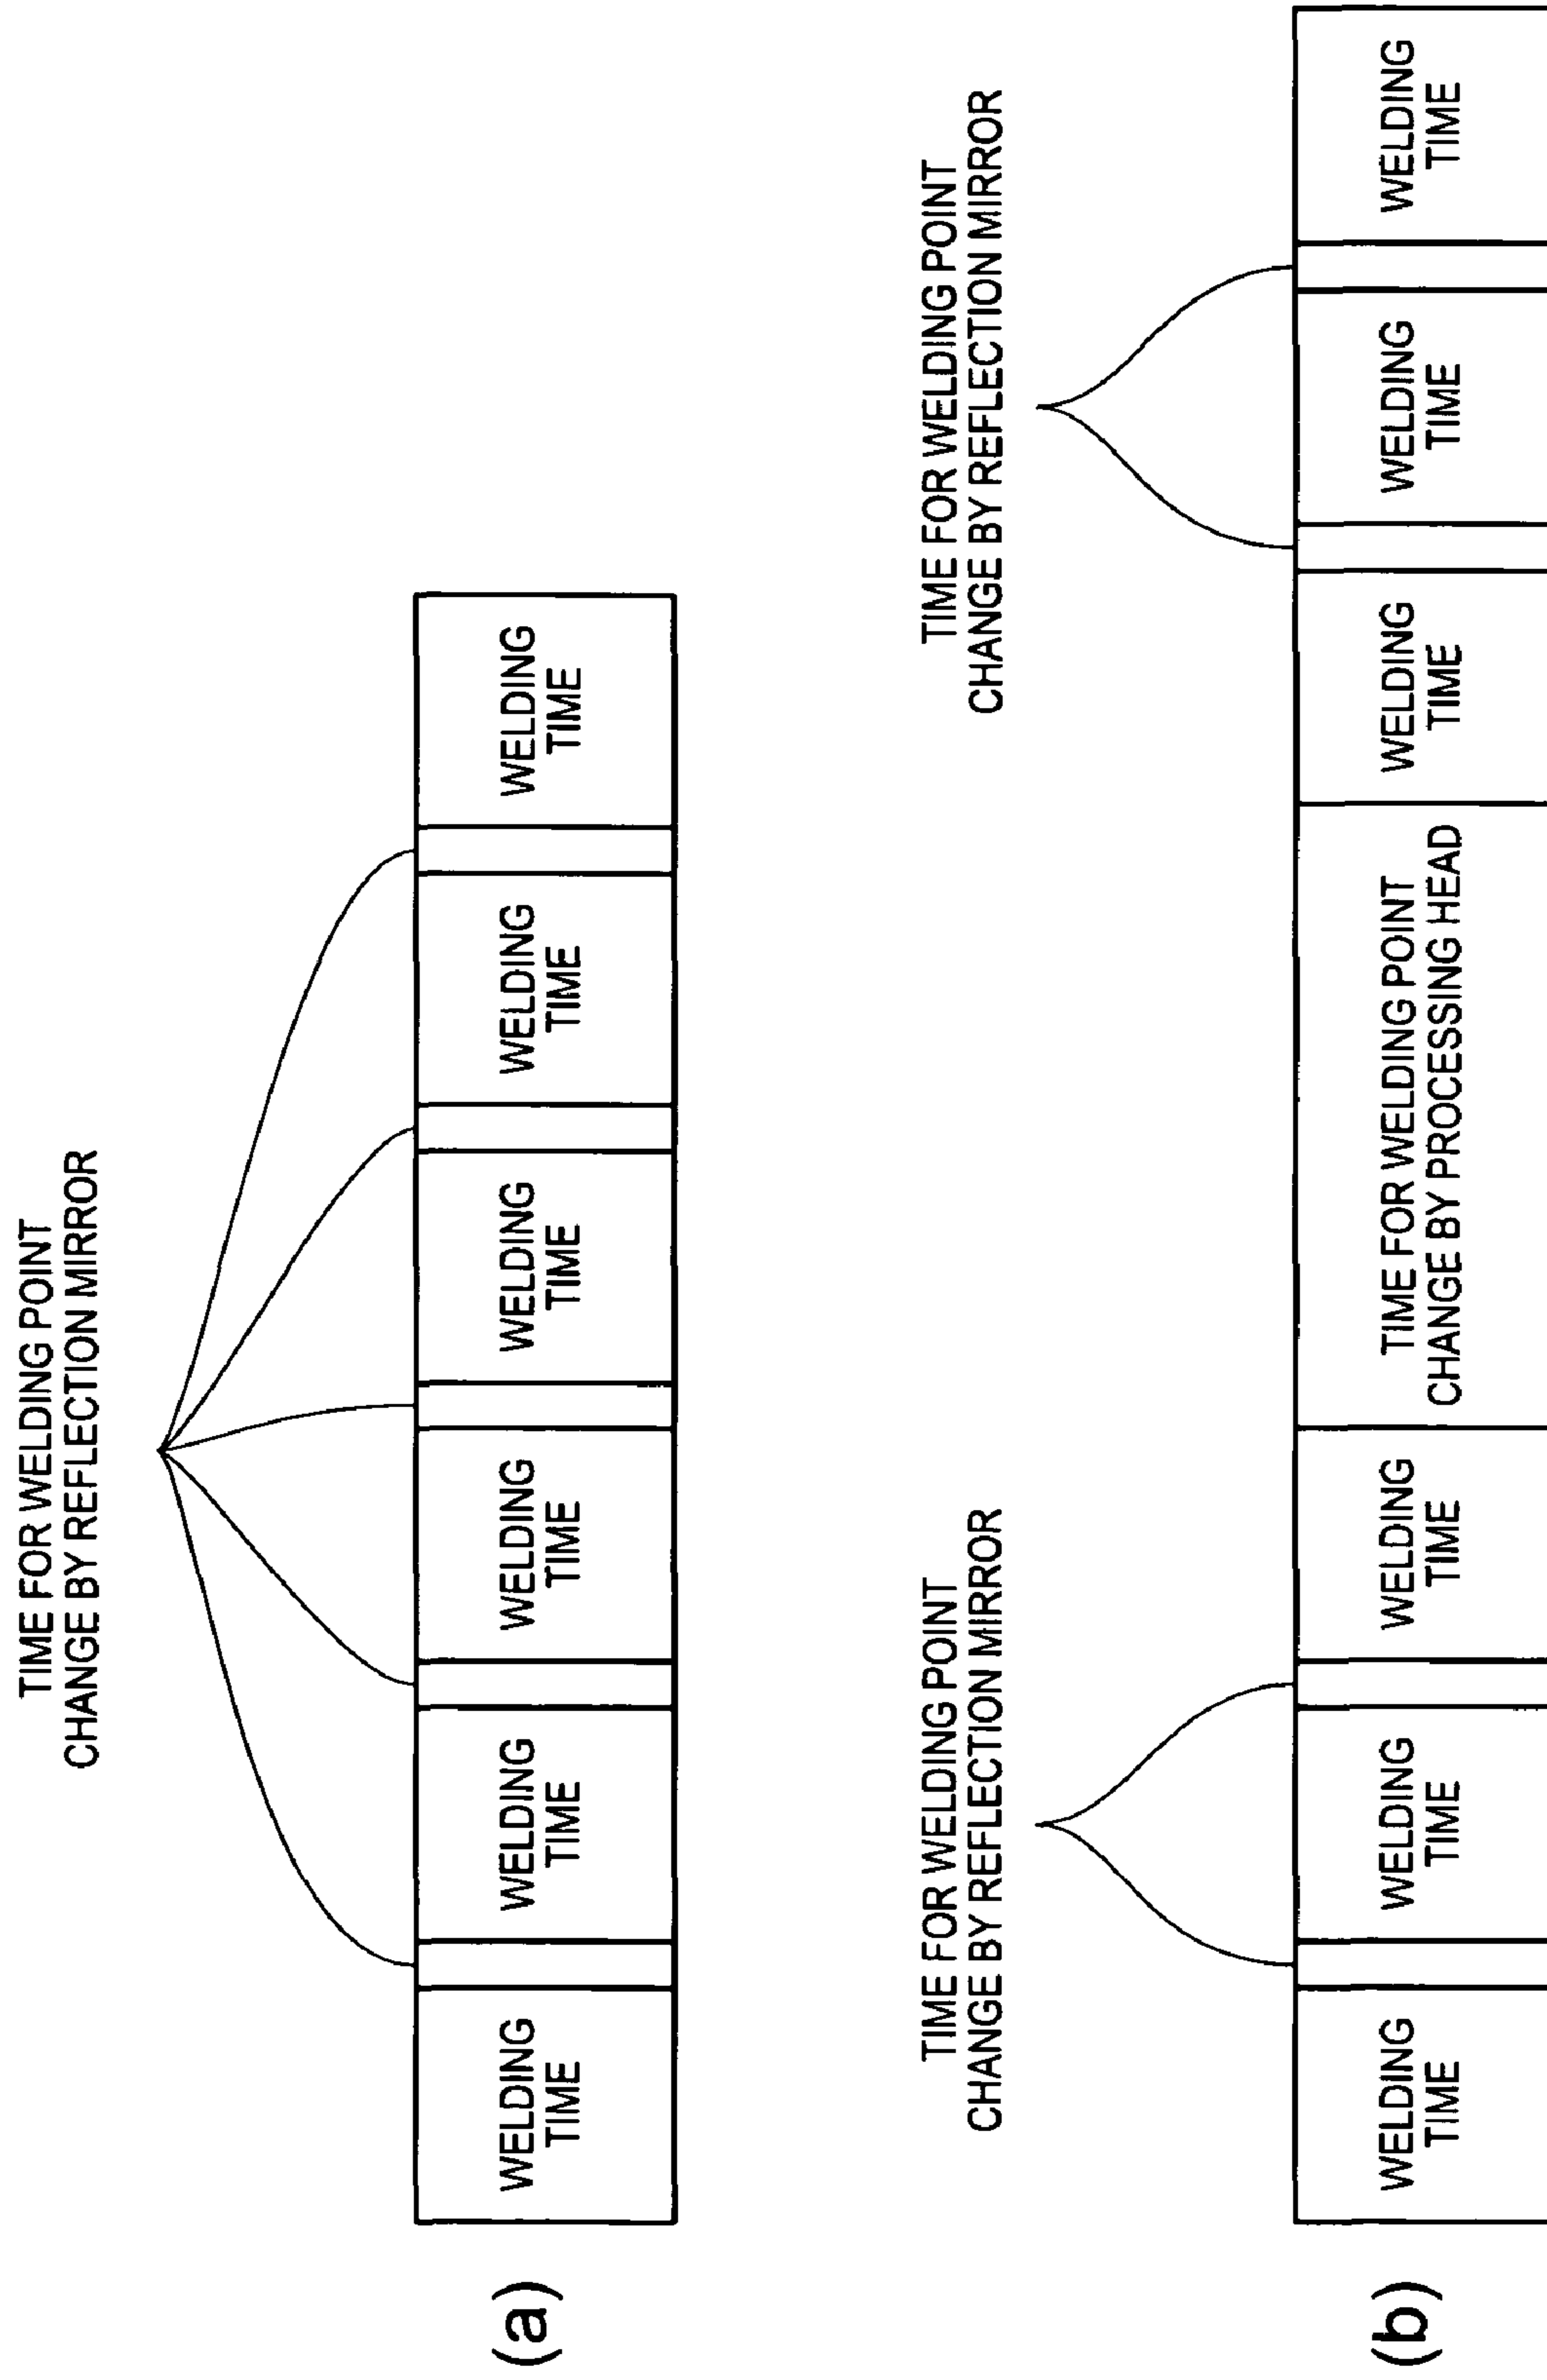 TIME FOR WELDING POINT
CHANGE BY REFLECTION MIRROR
(a)
WELDING
TIME
WELDING
TIME
WELDING
TIME
WELDING
TIME
WELDING
TIME
WELDING
TIME
TIME FOR WELDING POINT
CHANGE BY REFLECTION MIRROR
TIME FOR WELDING POINT
CHANGE BY REFLECTION MIRROR
(b)
WELDING
TIME
WELDING
TIME
WELDING
TIME
TIME FOR WELDING POINT
CHANGE BY PROCESSING HEAD
WELDING
TIME
WELDING
TIME
WELDING
TIME